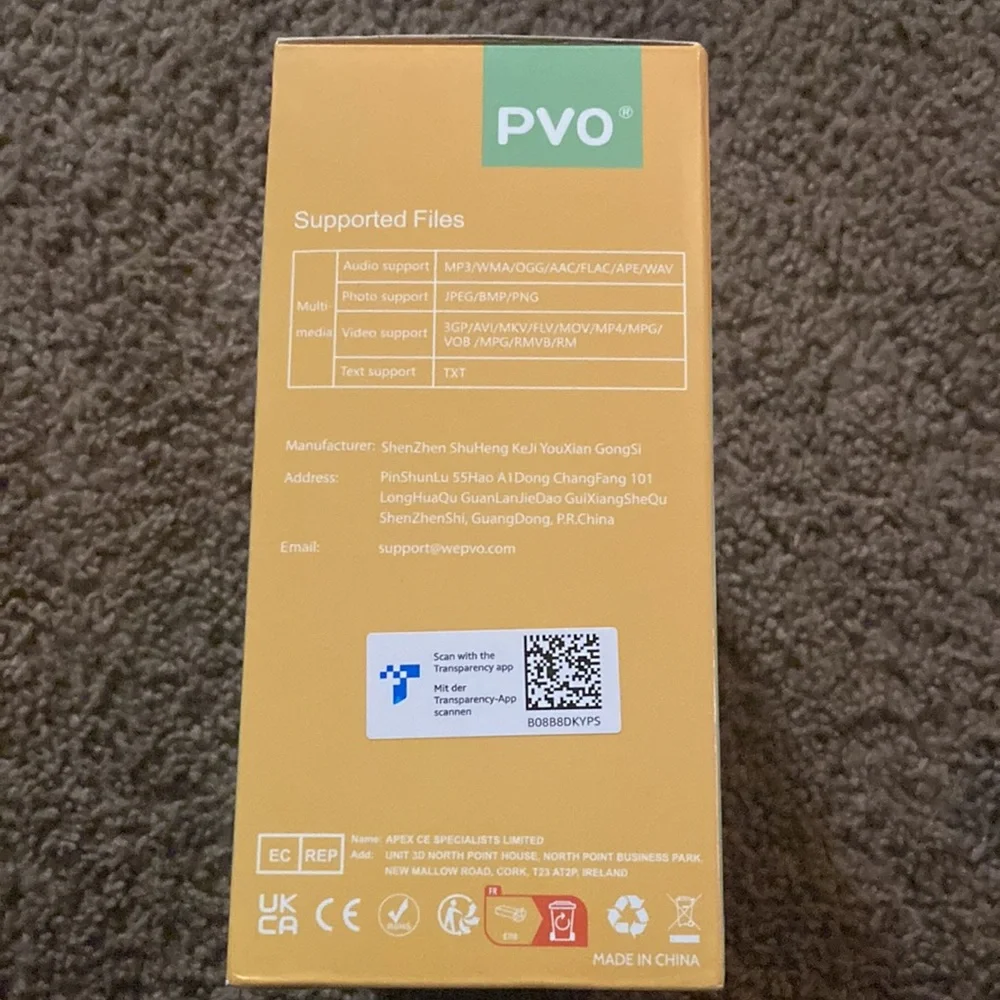 PVO®
Supported Files
Multi-
media
Audio support
MP3/WMA/OGG/AAC/FLAC/APE/WAV
Photo support
JPEG/BMP/PNG
Video support
3GP/AVI/MKV/FLV/MOV/MP4/MPG/
VOB /MPG/RMVB/RM
Text support
TXT
Manufacturer: ShenZhen ShuHeng KeJi YouXian GongSi
Address: PinShunLu 55Hao A1Dong ChangFang 101
LongHuaQu GuanLanJieDao GuiXiangSheQu
ShenZhenShi, GuangDong, P.R.China
Email: support@wepvo.com
Scan with the
Transparency app
Mit der
Transparency-App
scannen
B08B8DKYPS
EC REP
Name: APEX CE SPECIALISTS LIMITED
Add: UNIT 3D NORTH POINT HOUSE, NORTH POINT BUSINESS PARK,
NEW MALLOW ROAD, CORK, T23 AT2P, IRELAND
UK
CA
CE
RoHS
FR
MADE IN CHINA